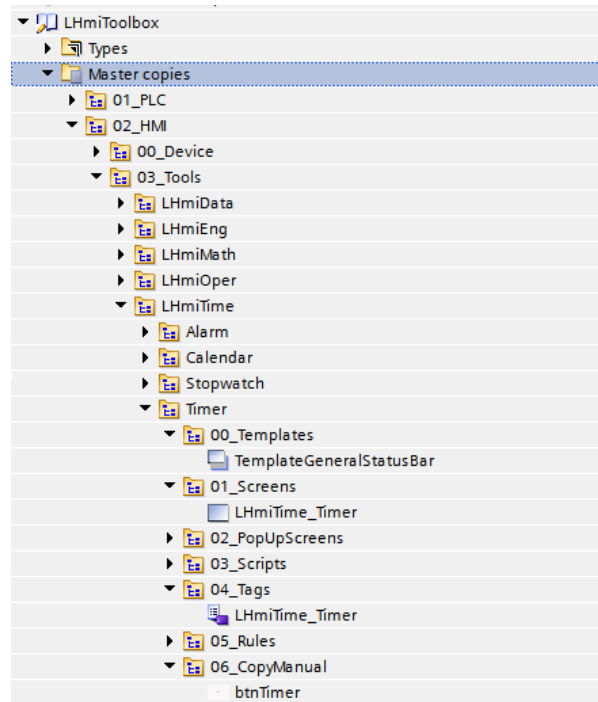 LHmiToolbox
Types
Master copies
01_PLC
02_HMI
00_Device
03_Tools
LHmiData
LHmiEng
LHmiMath
LHmiOper
LHmiTime
Alarm
Calendar
Stopwatch
Timer
00_Templates
TemplateGeneralStatusBar
01_Screens
LHmiTime_Timer
02_PopUpScreens
03_Scripts
04_Tags
LHmiTime_Timer
05_Rules
06_CopyManual
btnTimer